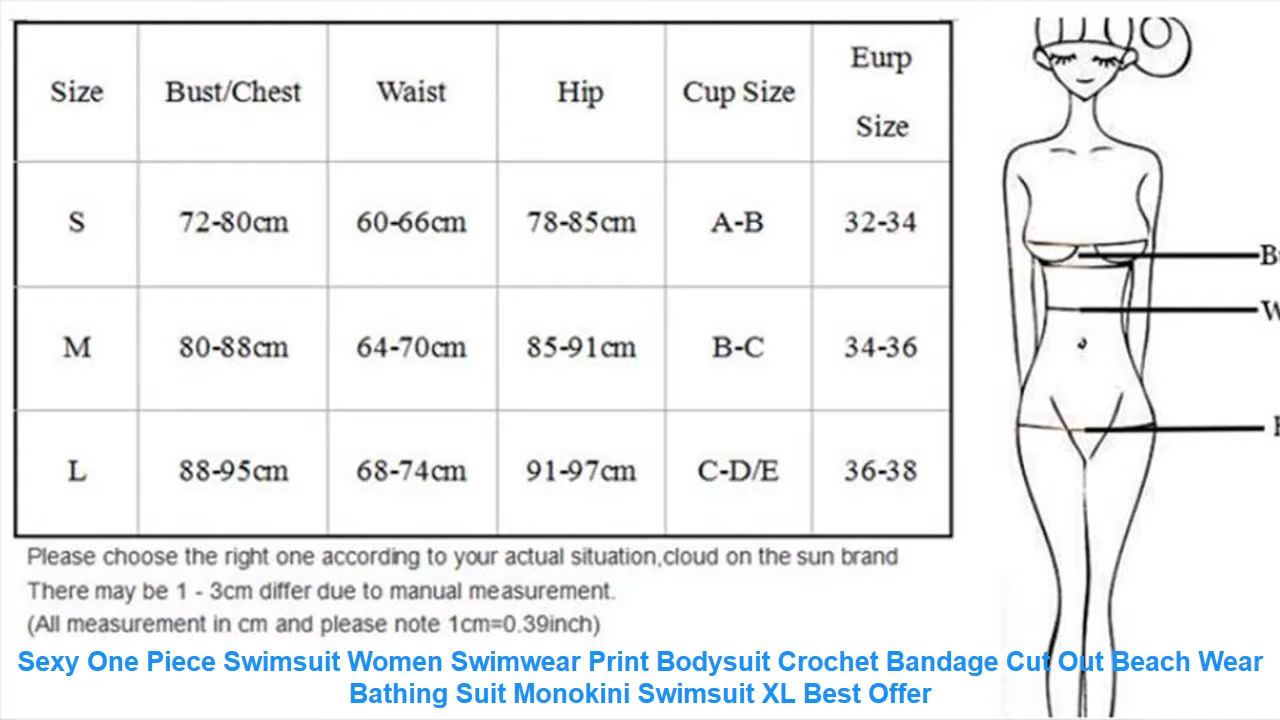 Size Bust/Chest Waist Hip Cup Size Eurp Size
S 72-80cm 60-66cm 78-85cm A-B 32-34
M 80-88cm 64-70cm 85-91cm B-C 34-36
L 88-95cm 68-74cm 91-97cm C-D/E 36-38
Please choose the right one according to your actual situation,cloud on the sun brand
There may be 1 - 3cm differ due to manual measurement.
(All measurement in cm and please note 1cm=0.39inch)
Sexy One Piece Swimsuit Women Swimwear Print Bodysuit Crochet Bandage Cut Out Beach Wear
Bathing Suit Monokini Swimsuit XL Best Offer